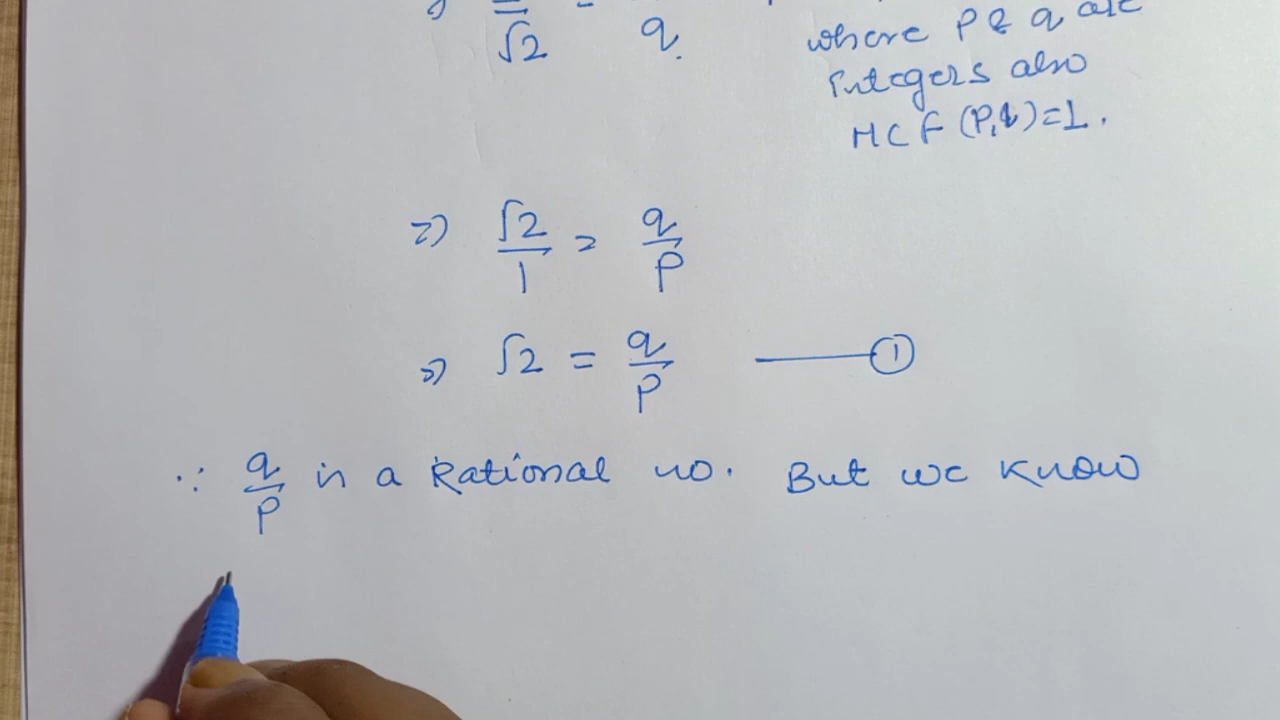 √2 q.
where P & q are
Integers also
HCF (P,q)=1.
⇒) √2/1 = q/P
⇒) √2 = q/P ——— ①
∵ q/P is a Rational no. But we know